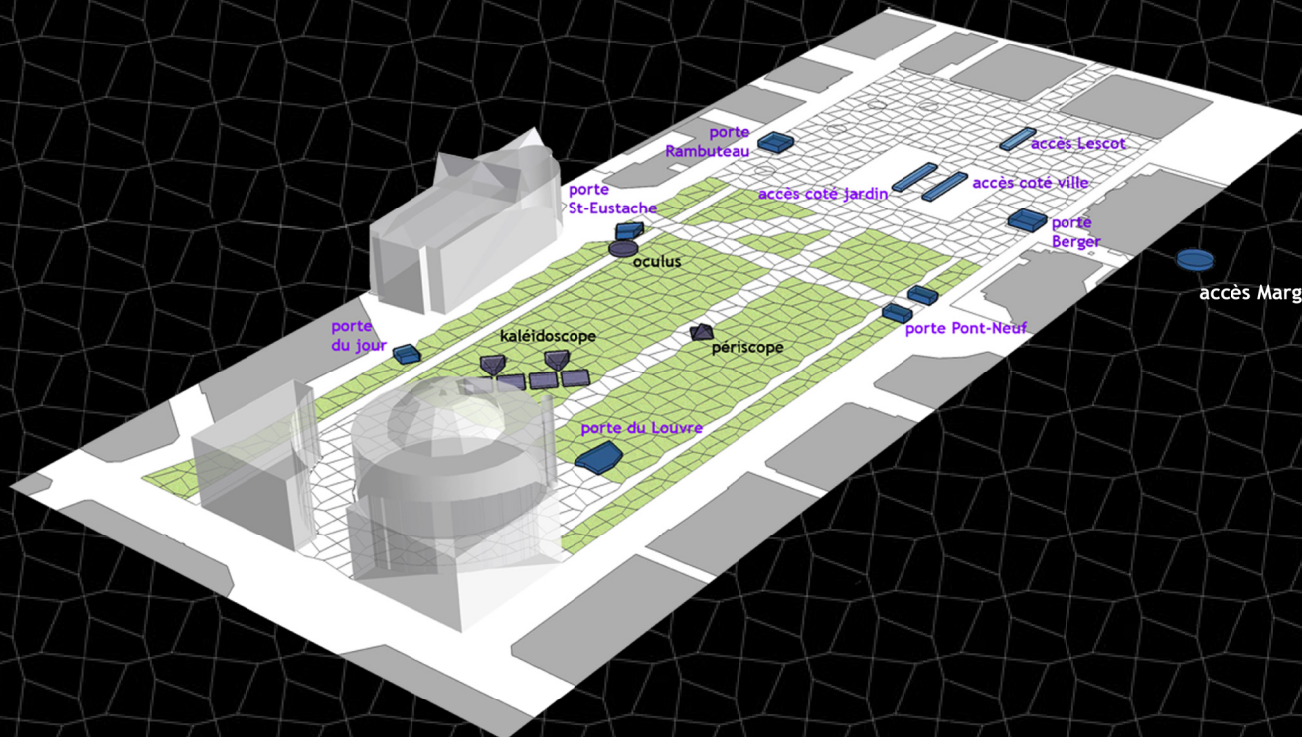 porte
Rambuteau
accès Lescot
accès coté jardin
accès coté ville
porte
St-Eustache
porte
Berger
oculus
accès Marg
porte
du jour
kaléidoscope
porte Pont-Neuf
périscope
porte du Louvre